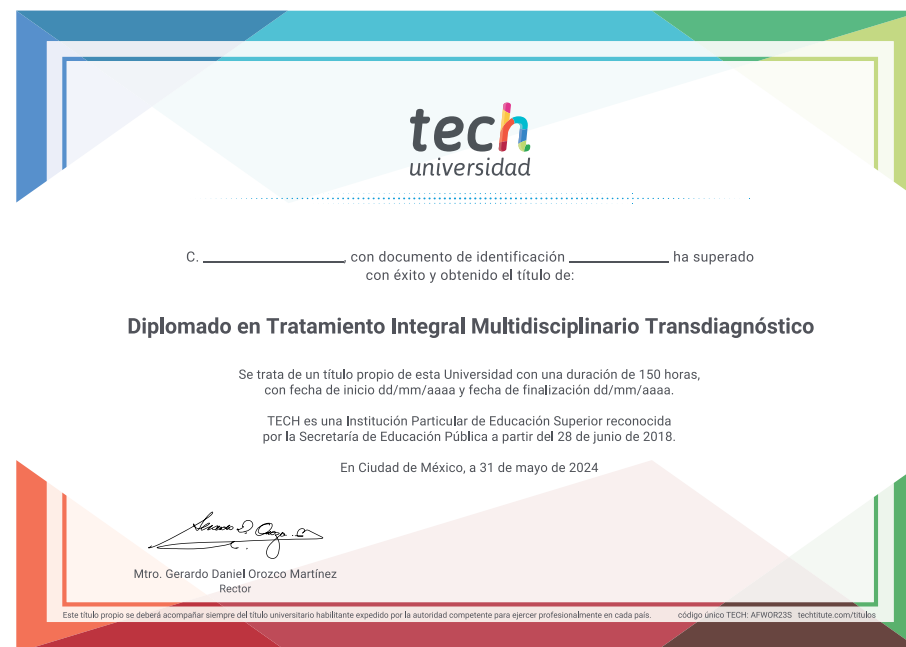 tech
universidad
C. ____________________, con documento de identificación ______________ ha superado
con éxito y obtenido el título de:
Diplomado en Tratamiento Integral Multidisciplinario Transdiagnóstico
Se trata de un título propio de esta Universidad con una duración de 150 horas,
con fecha de inicio dd/mm/aaaa y fecha de finalización dd/mm/aaaa.
TECH es una Institución Particular de Educación Superior reconocida
por la Secretaría de Educación Pública a partir del 28 de junio de 2018.
En Ciudad de México, a 31 de mayo de 2024
Mtro. Gerardo Daniel Orozco Martínez
Rector
Este título propio se deberá acompañar siempre del título universitario habilitante expedido por la autoridad competente para ejercer profesionalmente en cada país. código único TECH: AFWOR23S techtitute.com/titulos